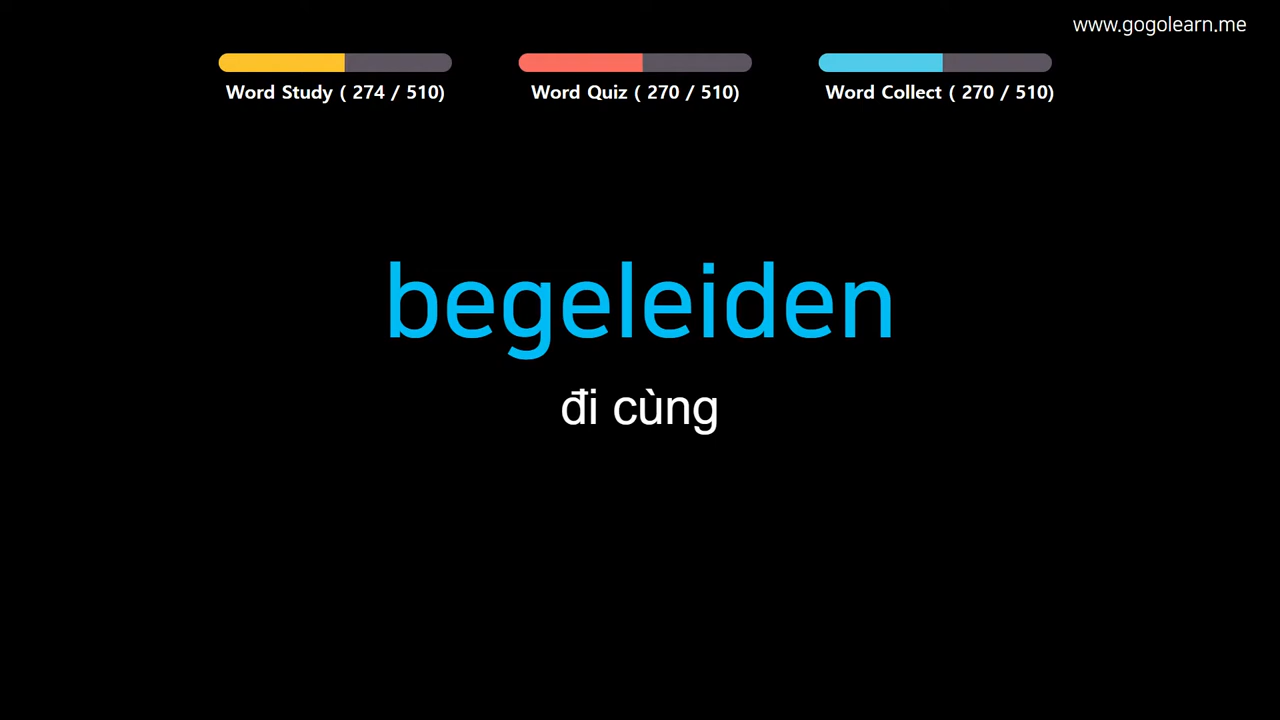 www.gogolearn.me
Word Study ( 274 / 510)
Word Quiz ( 270 / 510)
Word Collect ( 270 / 510)
begeleiden
đi cùng